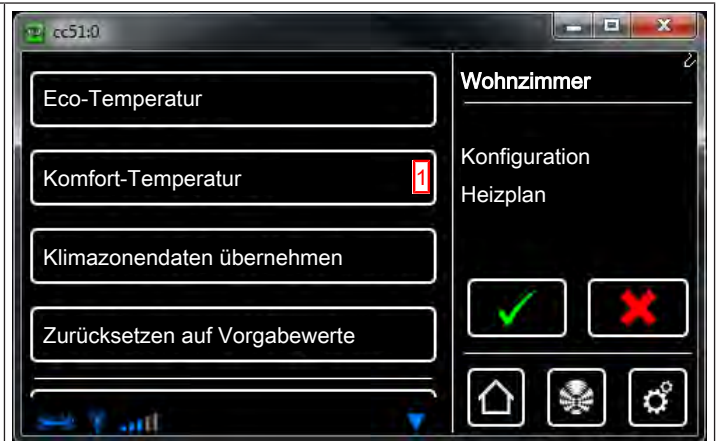 cc51:0
Eco-Temperatur
Komfort-Temperatur 1
Klimazonendaten übernehmen
Zurücksetzen auf Vorgabewerte
Wohnzimmer
Konfiguration
Heizplan